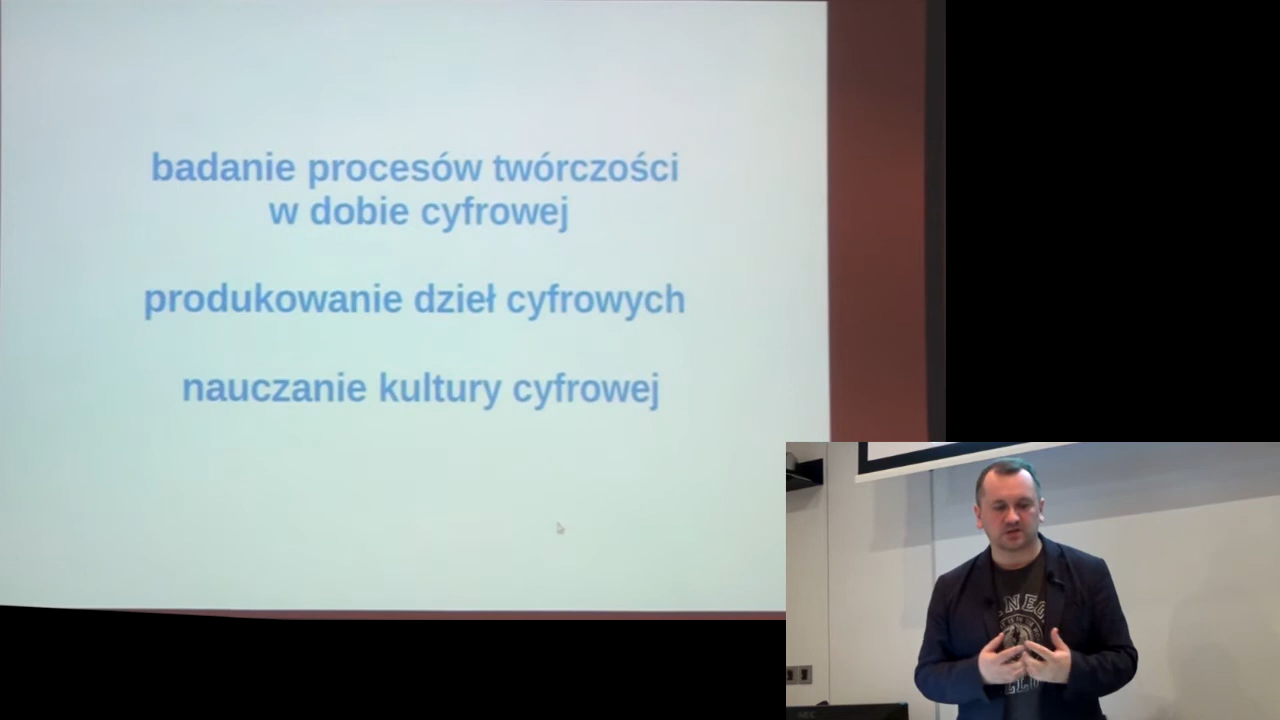 badanie procesów twórczości
w dobie cyfrowej
produkowanie dzieł cyfrowych
nauczanie kultury cyfrowej